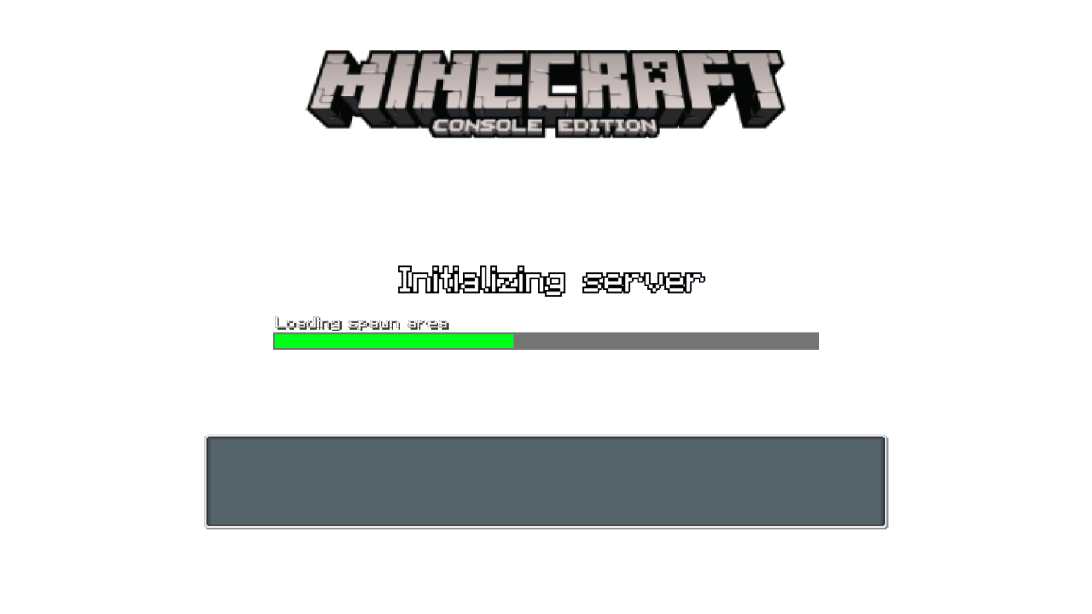 MINECRAFT
CONSOLE EDITION
Initializing server
Loading spawn area